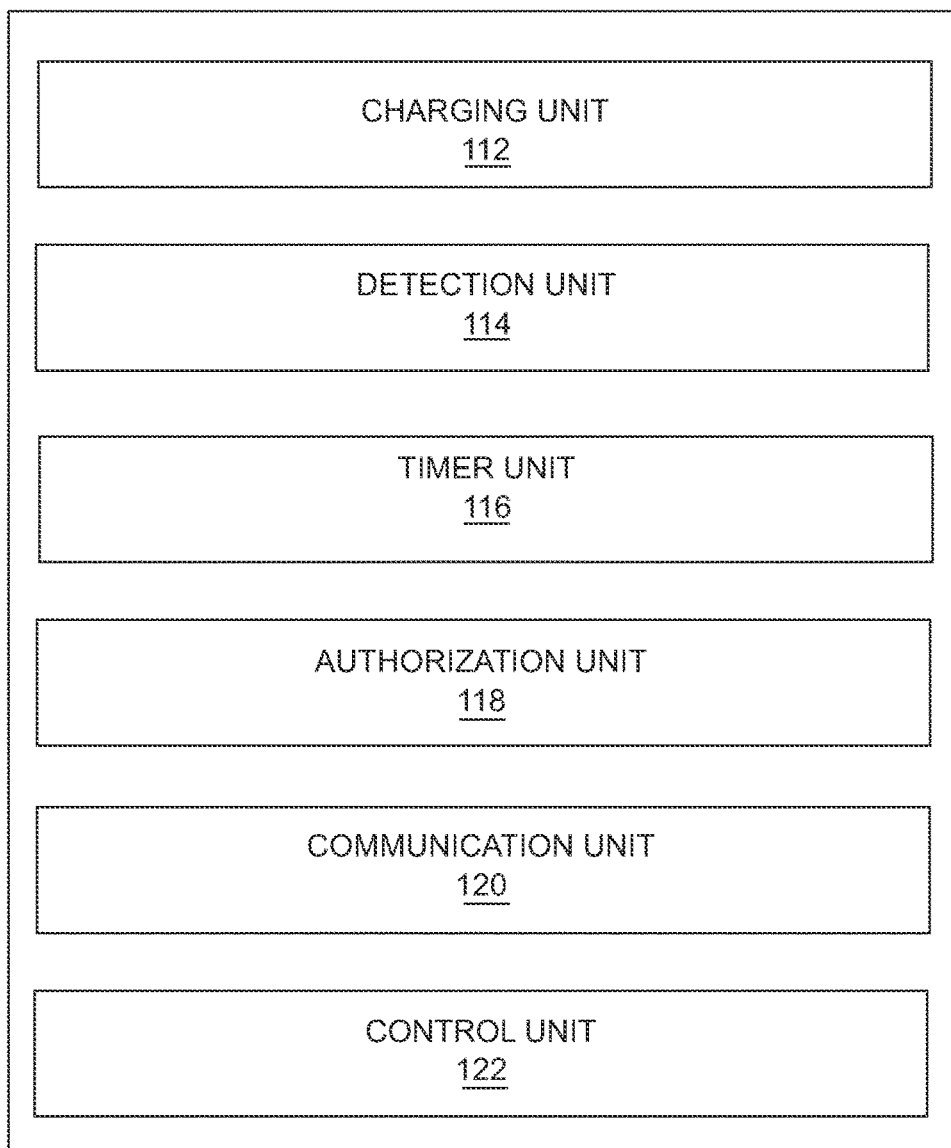 CHARGING UNIT
112
DETECTION UNIT
114
TIMER UNIT
116
AUTHORIZATION UNIT
118
COMMUNICATION UNIT
120
CONTROL UNIT
122